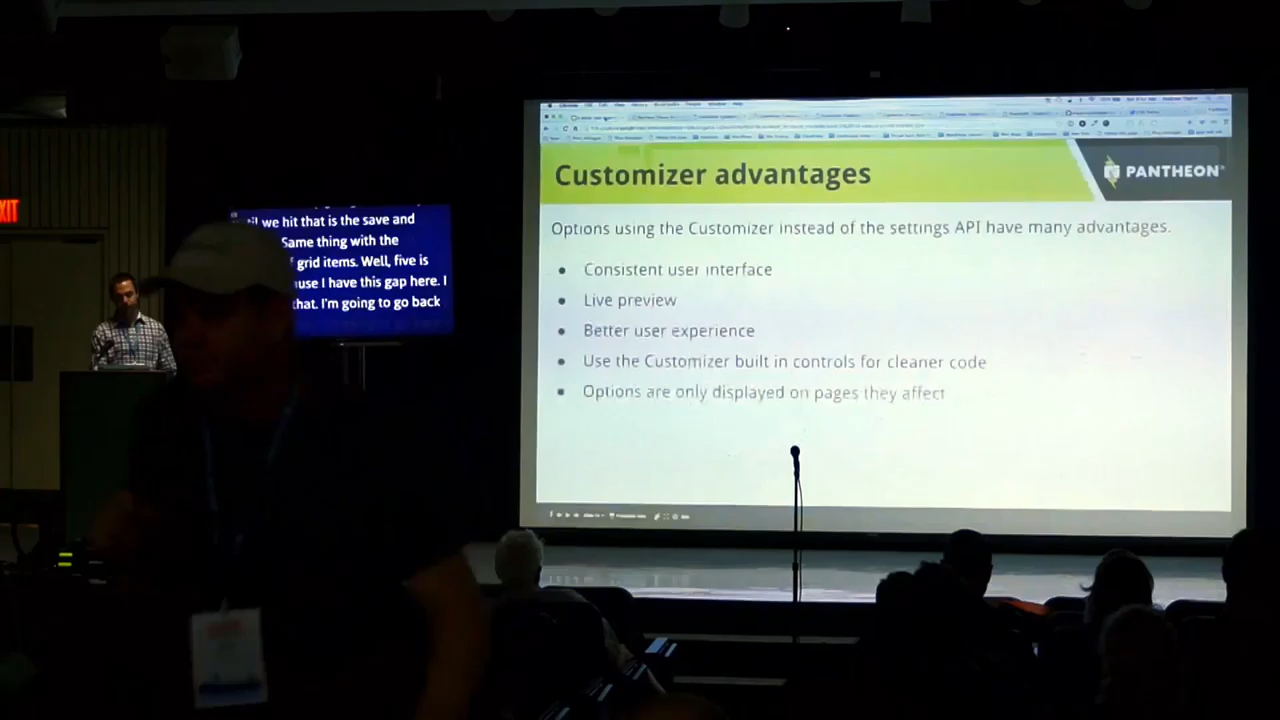 Customizer advantages
PANTHEON
Options using the Customizer instead of the settings API have many advantages.
• Consistent user interface
• Live preview
• Better user experience
• Use the Customizer built in controls for cleaner code
• Options are only displayed on pages they affect
we hit that is the save and
Same thing with the
grid items. Well, five is
I have this gap here. I
that. I'm going to go back